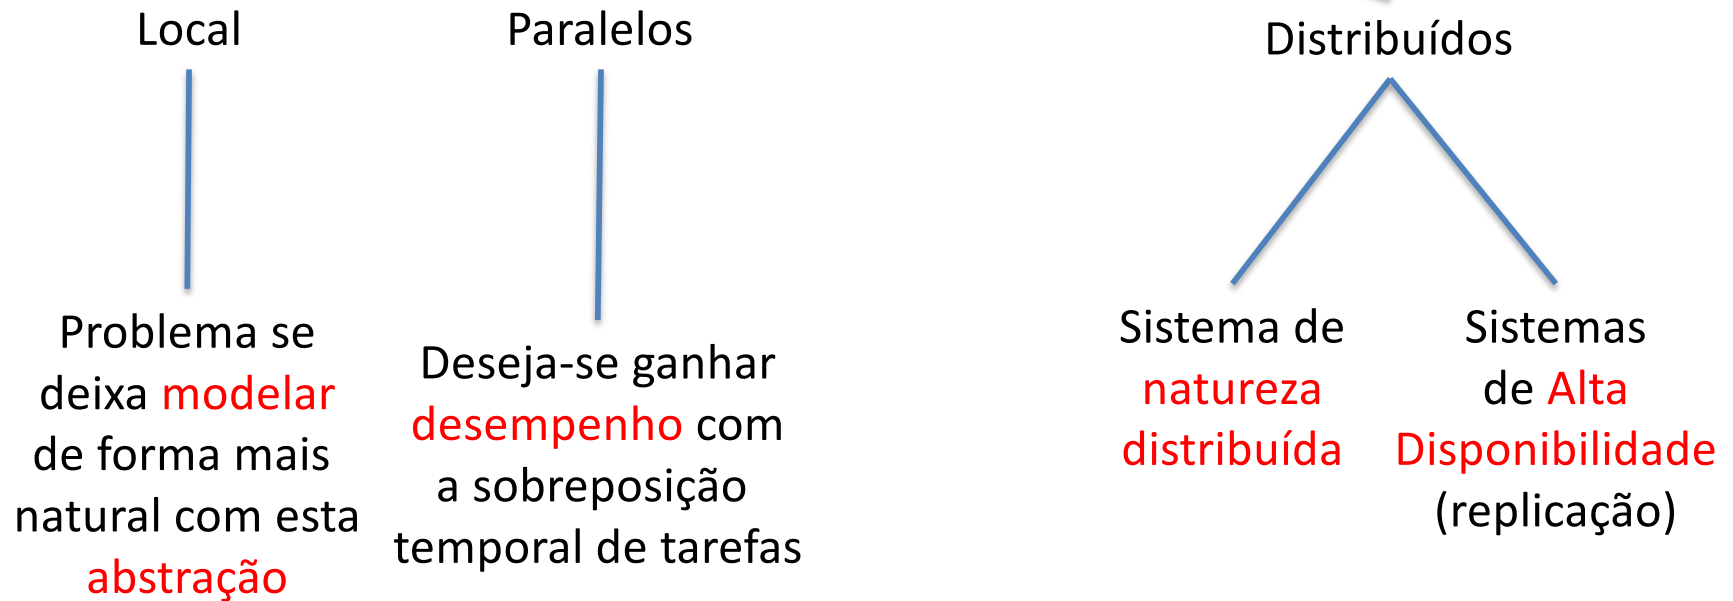 Local
Paralelos
Distribuídos
Problema se
deixa modelar
de forma mais
natural com esta
abstração
Deseja-se ganhar
desempenho com
a sobreposição
temporal de tarefas
Sistema de
natureza
distribuída
Sistemas
de Alta
Disponibilidade
(replicação)